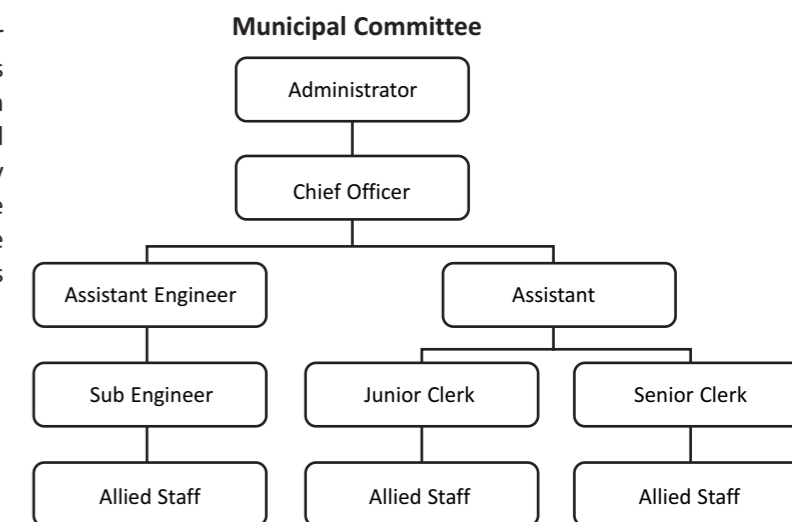 Municipal Committee
Administrator
Chief Officer
Assistant Engineer
Assistant
Sub Engineer
Junior Clerk
Senior Clerk
Allied Staff
Allied Staff
Allied Staff